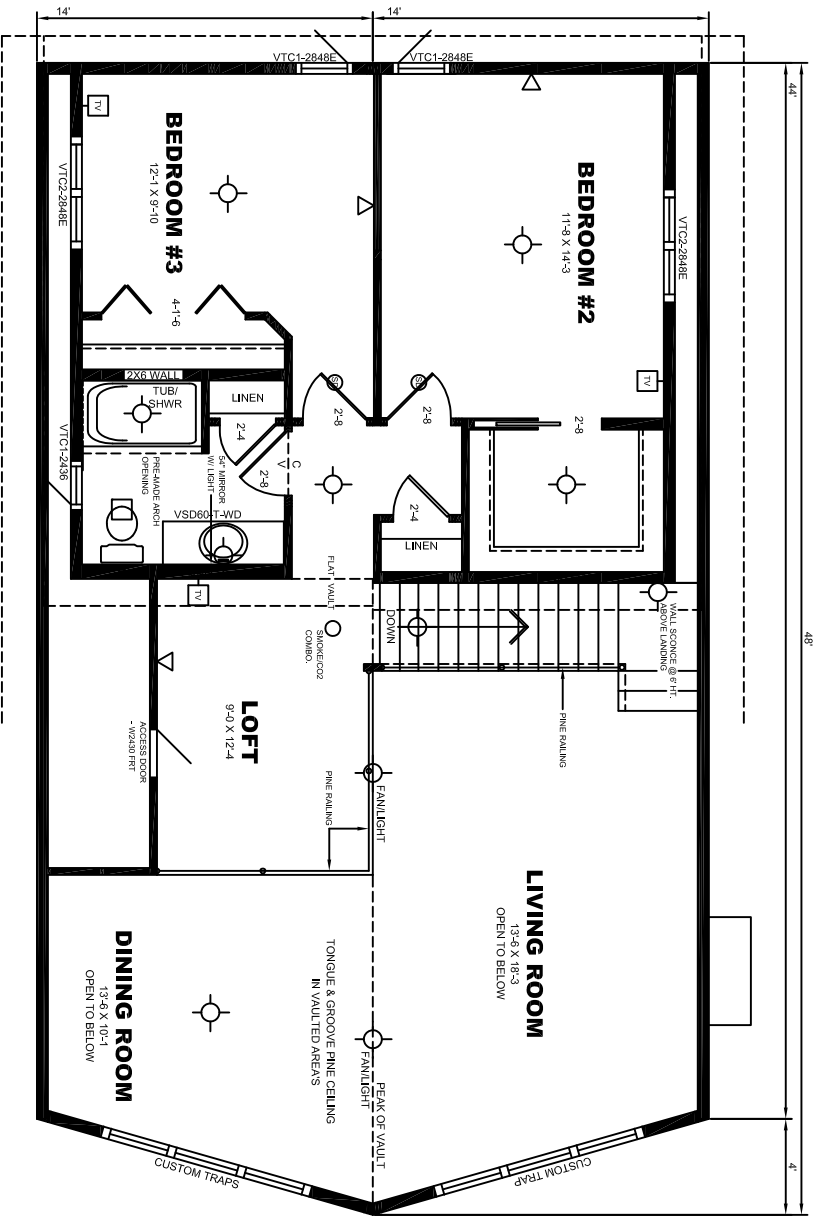 14'
14'
44'
48'
4'
VTC1-2848E
VTC1-2848E
TV
BEDROOM #3
12'-1 X 9'-10
VTC2-2848E
4-1'-6
BEDROOM #2
11'-8 X 14'-3
VTC2-2848E
TV
SD
SD
2'-8
2'-8
2'-8
2X6 WALL
TUB/
SHWR
LINEN
2'-4
2'-8
C
V
54" MIRROR
W/ LIGHT
PRE-MADE ARCH
OPENING
VTC1-2436
VSD60-T-WD
2'-4
LINEN
TV
FLAT
VAULT
DOWN
WALL SCONCE @ 6' HT.
ABOVE LANDING
SMOKE/CO2
COMBO.
LOFT
9'-0 X 12'-4
ACCESS DOOR
- W2430 FRT
PINE RAILING
PINE RAILING
FAN/LIGHT
LIVING ROOM
13'-6 X 18'-3
OPEN TO BELOW
DINING ROOM
13'-6 X 10'-1
OPEN TO BELOW
TONGUE & GROOVE PINE CEILING
IN VAULTED AREA'S
FAN/LIGHT
PEAK OF VAULT
CUSTOM TRAPS
CUSTOM TRAP